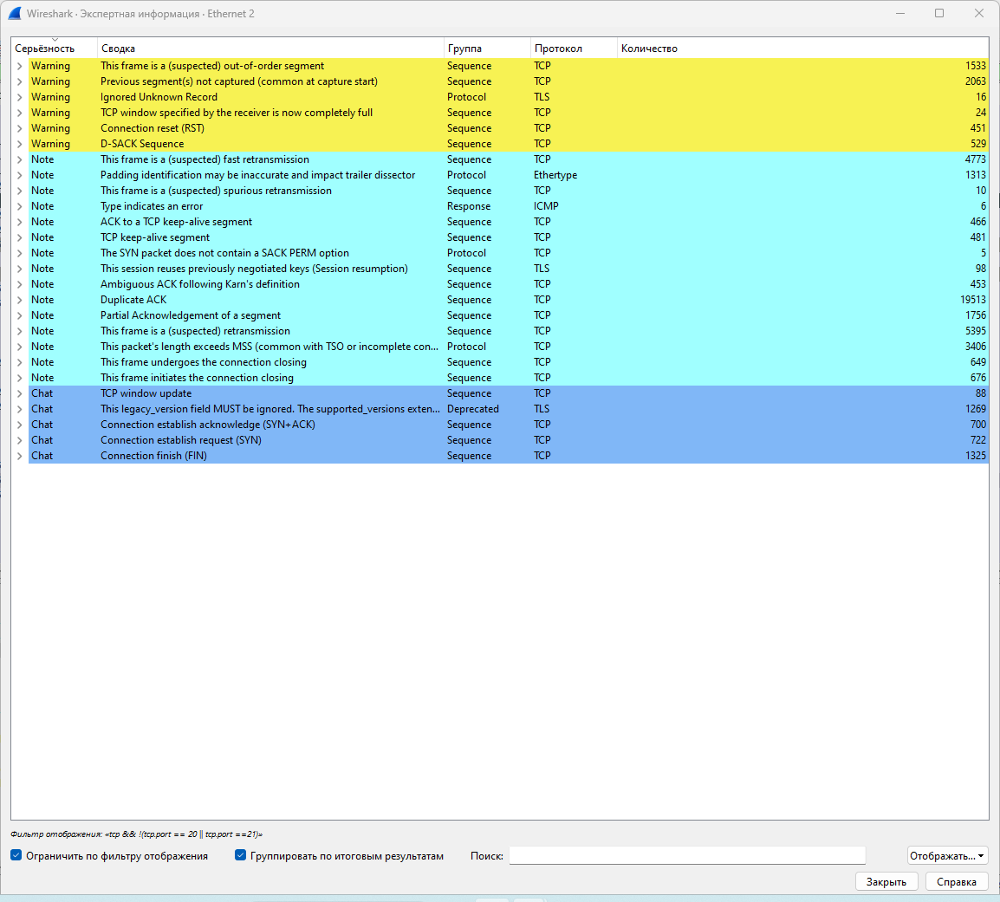 Wireshark · Экспертная информация · Ethernet 2
Серьёзность Сводка Группа Протокол Количество
Warning This frame is a (suspected) out-of-order segment Sequence TCP 1533
Warning Previous segment(s) not captured (common at capture start) Sequence TCP 2063
Warning Ignored Unknown Record Protocol TLS 16
Warning TCP window specified by the receiver is now completely full Sequence TCP 24
Warning Connection reset (RST) Sequence TCP 451
Warning D-SACK Sequence Sequence TCP 529
Note This frame is a (suspected) fast retransmission Sequence TCP 4773
Note Padding identification may be inaccurate and impact trailer dissector Protocol Ethertype 1313
Note This frame is a (suspected) spurious retransmission Sequence TCP 10
Note Type indicates an error Response ICMP 6
Note ACK to a TCP keep-alive segment Sequence TCP 466
Note TCP keep-alive segment Sequence TCP 481
Note The SYN packet does not contain a SACK PERM option Protocol TCP 5
Note This session reuses previously negotiated keys (Session resumption) Sequence TLS 98
Note Ambiguous ACK following Karn's definition Sequence TCP 453
Note Duplicate ACK Sequence TCP 19513
Note Partial Acknowledgement of a segment Sequence TCP 1756
Note This frame is a (suspected) retransmission Sequence TCP 5395
Note This packet's length exceeds MSS (common with TSO or incomplete con... Protocol TCP 3406
Note This frame undergoes the connection closing Sequence TCP 649
Note This frame initiates the connection closing Sequence TCP 676
Chat TCP window update Sequence TCP 88
Chat This legacy_version field MUST be ignored. The supported_versions exten... Deprecated TLS 1269
Chat Connection establish acknowledge (SYN+ACK) Sequence TCP 700
Chat Connection establish request (SYN) Sequence TCP 722
Chat Connection finish (FIN) Sequence TCP 1325
Фильтр отображения: «tcp && !(tcp.port == 20 || tcp.port ==21)»
Ограничить по фильтру отображения Группировать по итоговым результатам Поиск: Отображать...
Закрыть Справка